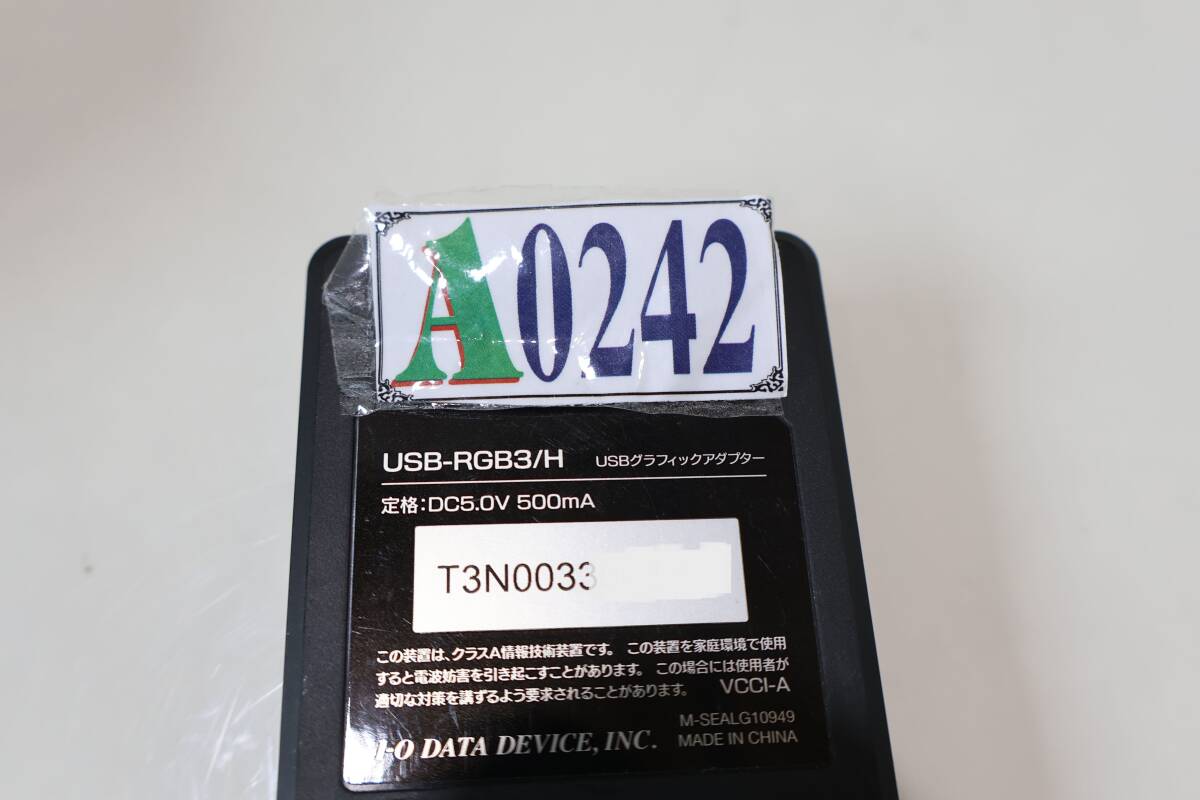 A0242
USB-RGB3/H USBグラフィックアダプター
定格:DC5.0V 500mA
T3N0033
この装置は、クラスA情報技術装置です。 この装置を家庭環境で使用
すると電波妨害を引き起こすことがあります。 この場合には使用者が
適切な対策を講ずるよう要求されることがあります。 VCCI-A
M-SEALG10949
I-O DATA DEVICE, INC. MADE IN CHINA